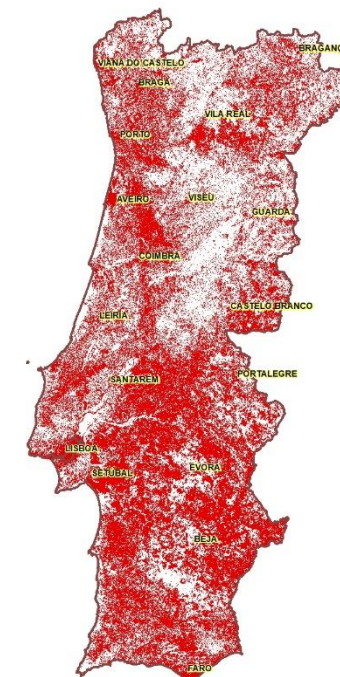 BRAGANÇ
VIANA DO CASTELO
BRAGA
VILA REAL
PORTO
AVEIRO
VISEU
GUARDA
COIMBRA
CASTELO BRANCO
LEIRIA
PORTALEGRE
SANTAREM
LISBOA
EVORA
SETUBAL
BEJA
FARO